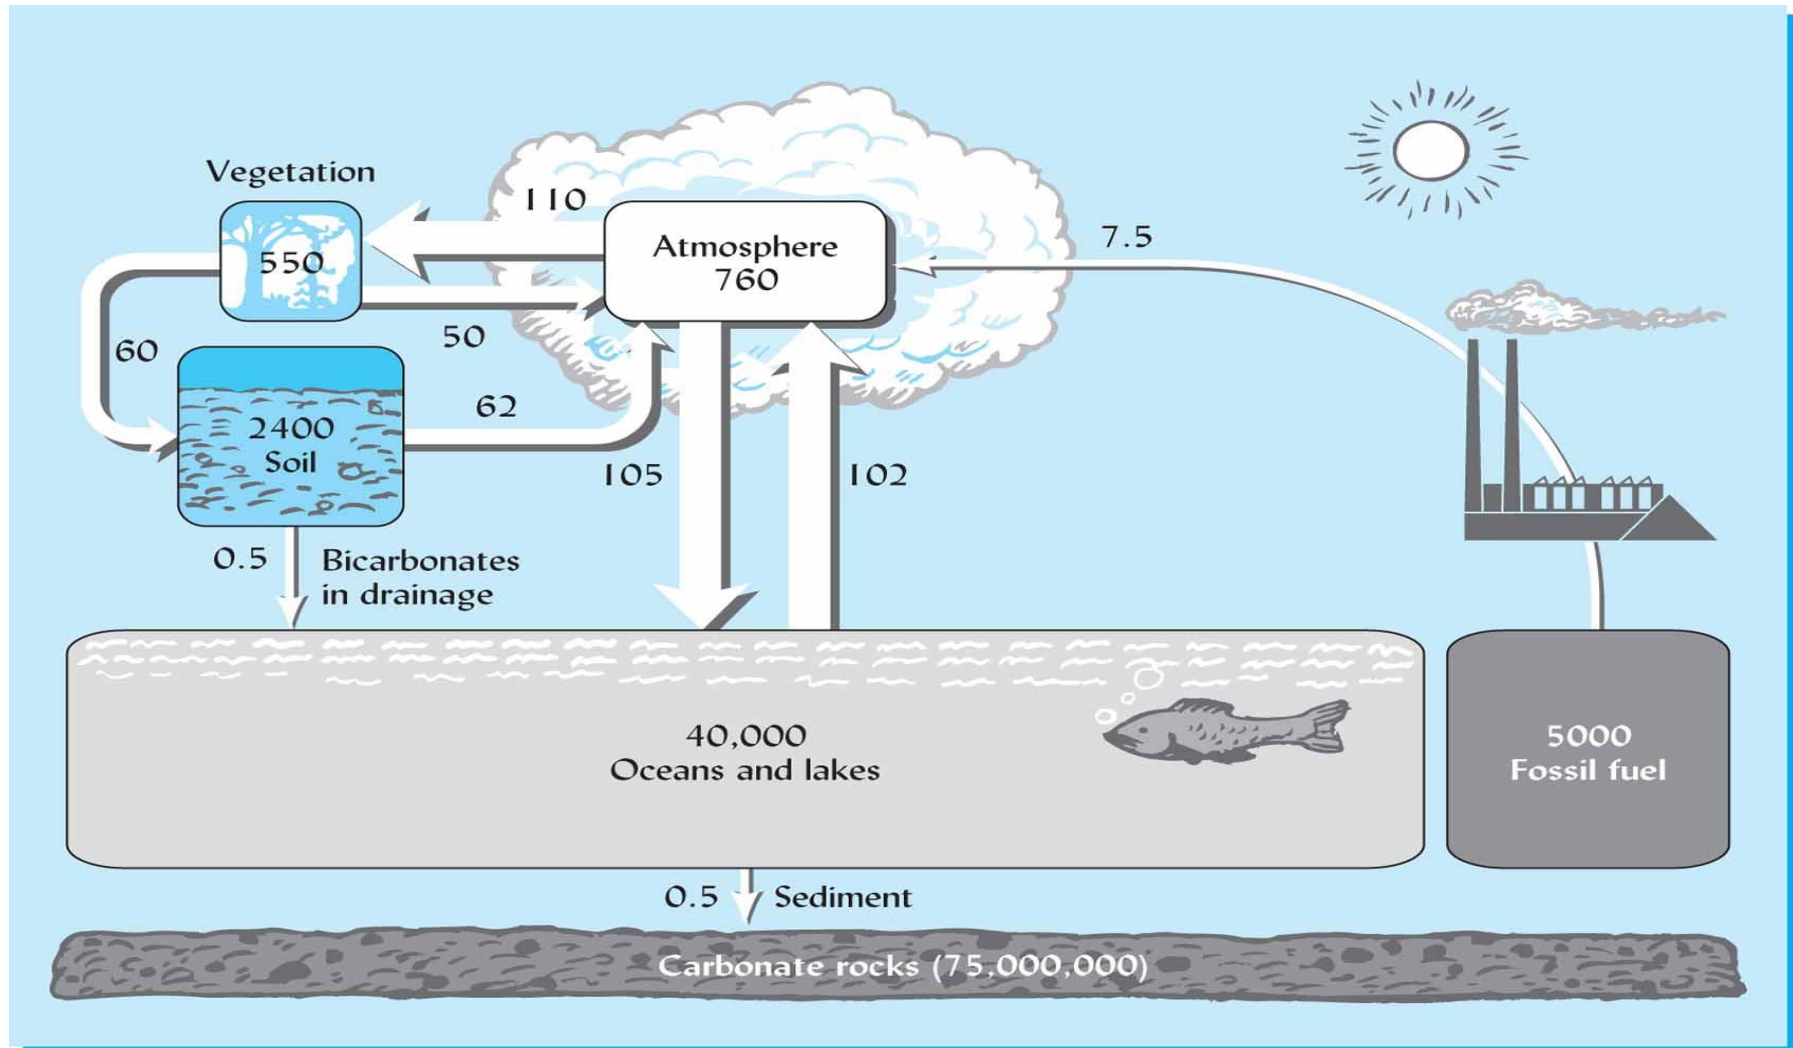 Vegetation
110
Atmosphere
760
7.5
550
50
60
62
2400
Soil
105
102
0.5
Bicarbonates
in drainage
40,000
Oceans and lakes
5000
Fossil fuel
0.5
Sediment
Carbonate rocks (75,000,000)